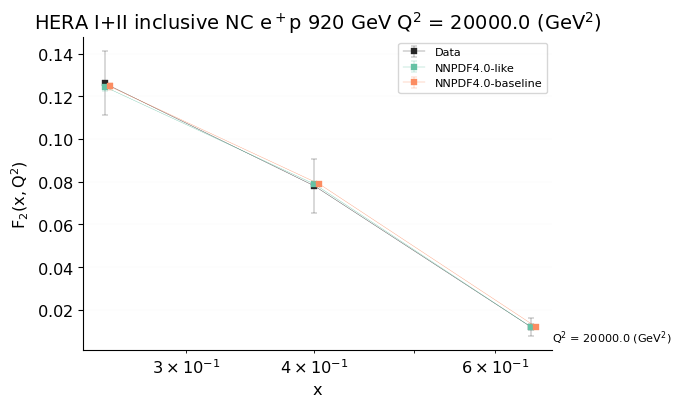 HERA I+II inclusive NC e⁺p 920 GeV Q² = 20000.0 (GeV²)
Data
NNPDF4.0-like
NNPDF4.0-baseline
F₂(x, Q²)
0.14
0.12
0.10
0.08
0.06
0.04
0.02
Q² = 20000.0 (GeV²)
3 × 10⁻¹
4 × 10⁻¹
6 × 10⁻¹
x